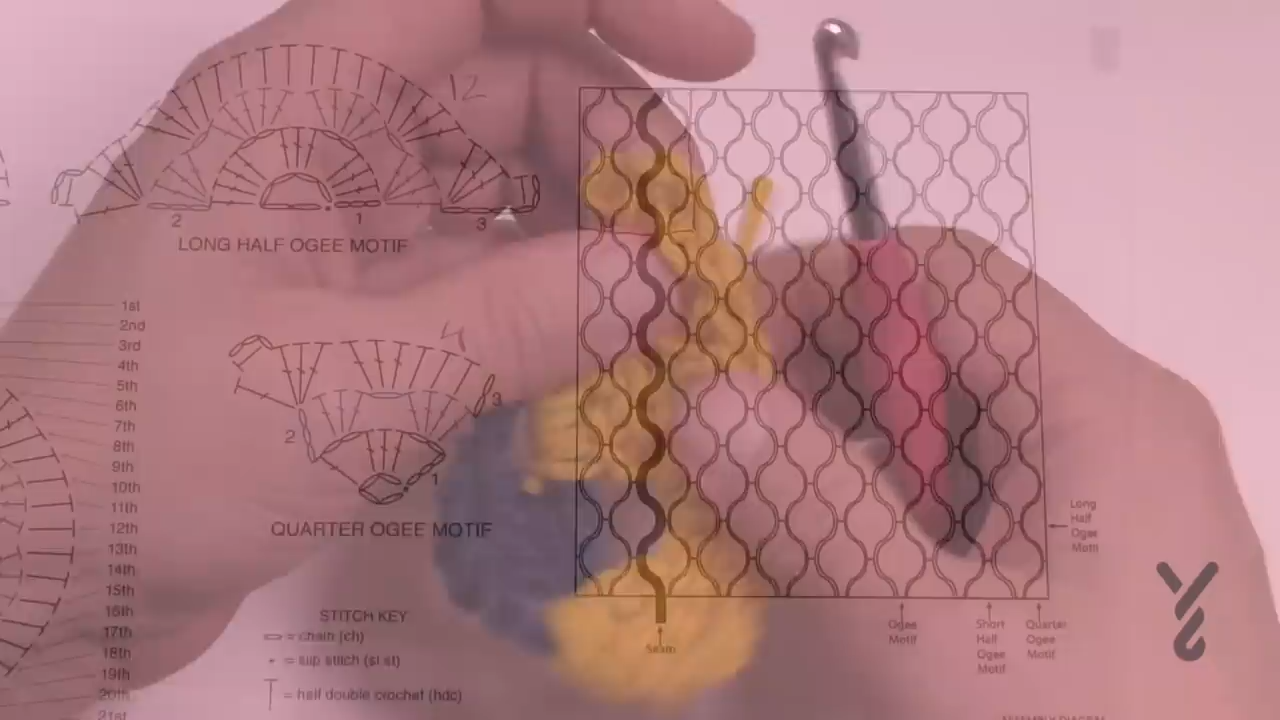 12
2
1
3
LONG HALF OGEE MOTIF
1st
2nd
3rd
4th
5th
6th
7th
8th
9th
10th
11th
12th
13th
14th
15th
16th
17th
18th
19th
20th
21st
4
3
2
1
QUARTER OGEE MOTIF
STITCH KEY
= chain (ch)
= slip stitch (sl st)
= half double crochet (hdc)
Seam
Ogee
Motif
Short
Half
Ogee
Motif
Quarter
Ogee
Motif
Long
Half
Ogee
Motif